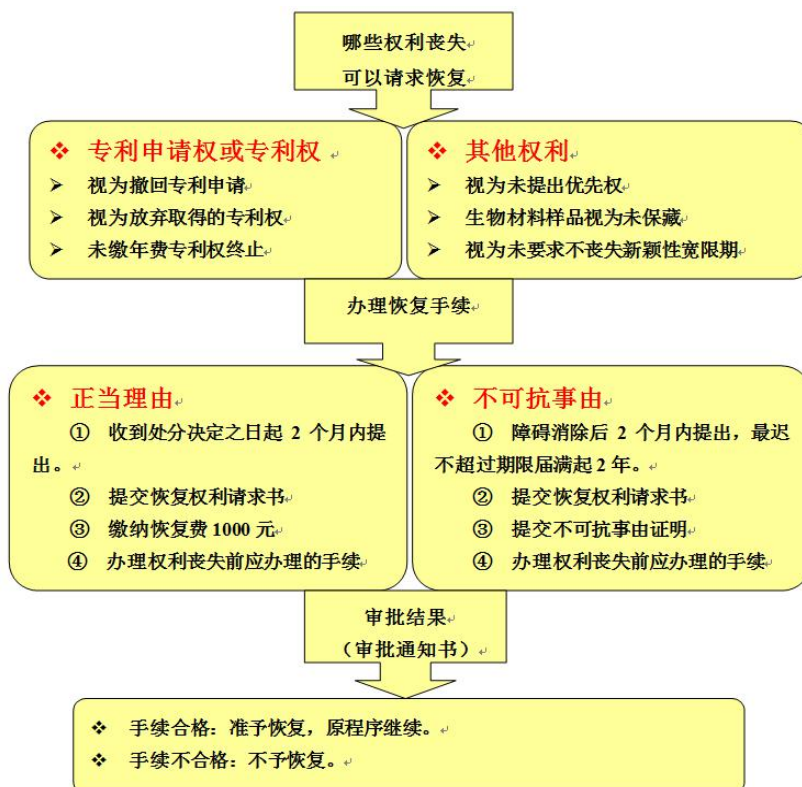 哪些权利丧失
可以请求恢复
❖ 专利申请权或专利权
➢ 视为撤回专利申请
➢ 视为放弃取得的专利权
➢ 未缴年费专利权终止
❖ 其他权利
➢ 视为未提出优先权
➢ 生物材料样品视为未保藏
➢ 视为未要求不丧失新颖性宽限期
办理恢复手续
❖ 正当理由
① 收到处分决定之日起 2 个月内提
出。
② 提交恢复权利请求书
③ 缴纳恢复费 1000 元
④ 办理权利丧失前应办理的手续
❖ 不可抗事由
① 障碍消除后 2 个月内提出，最迟
不超过期限届满起 2 年。
② 提交恢复权利请求书
③ 提交不可抗事由证明
④ 办理权利丧失前应办理的手续
审批结果
（审批通知书）
❖ 手续合格：准予恢复，原程序继续。
❖ 手续不合格：不予恢复。